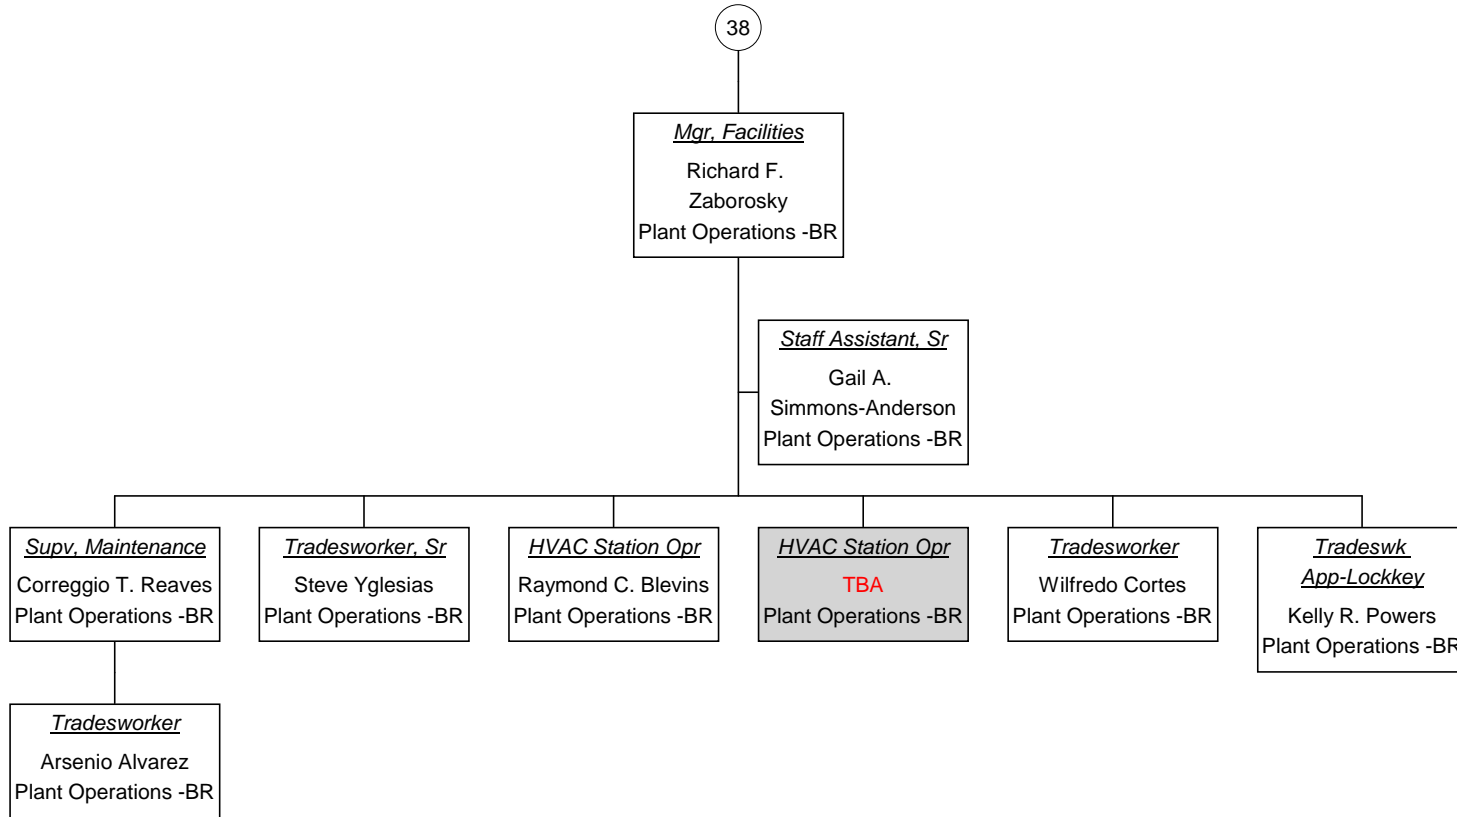 38
Mgr, Facilities
Richard F.
Zaborosky
Plant Operations -BR
Staff Assistant, Sr
Gail A.
Simmons-Anderson
Plant Operations -BR
Supv, Maintenance
Correggio T. Reaves
Plant Operations -BR
Tradesworker, Sr
Steve Yglesias
Plant Operations -BR
HVAC Station Opr
Raymond C. Blevins
Plant Operations -BR
HVAC Station Opr
TBA
Plant Operations -BR
Tradesworker
Wilfredo Cortes
Plant Operations -BR
Tradeswk
App-Lockkey
Kelly R. Powers
Plant Operations -BR
Tradesworker
Arsenio Alvarez
Plant Operations -BR